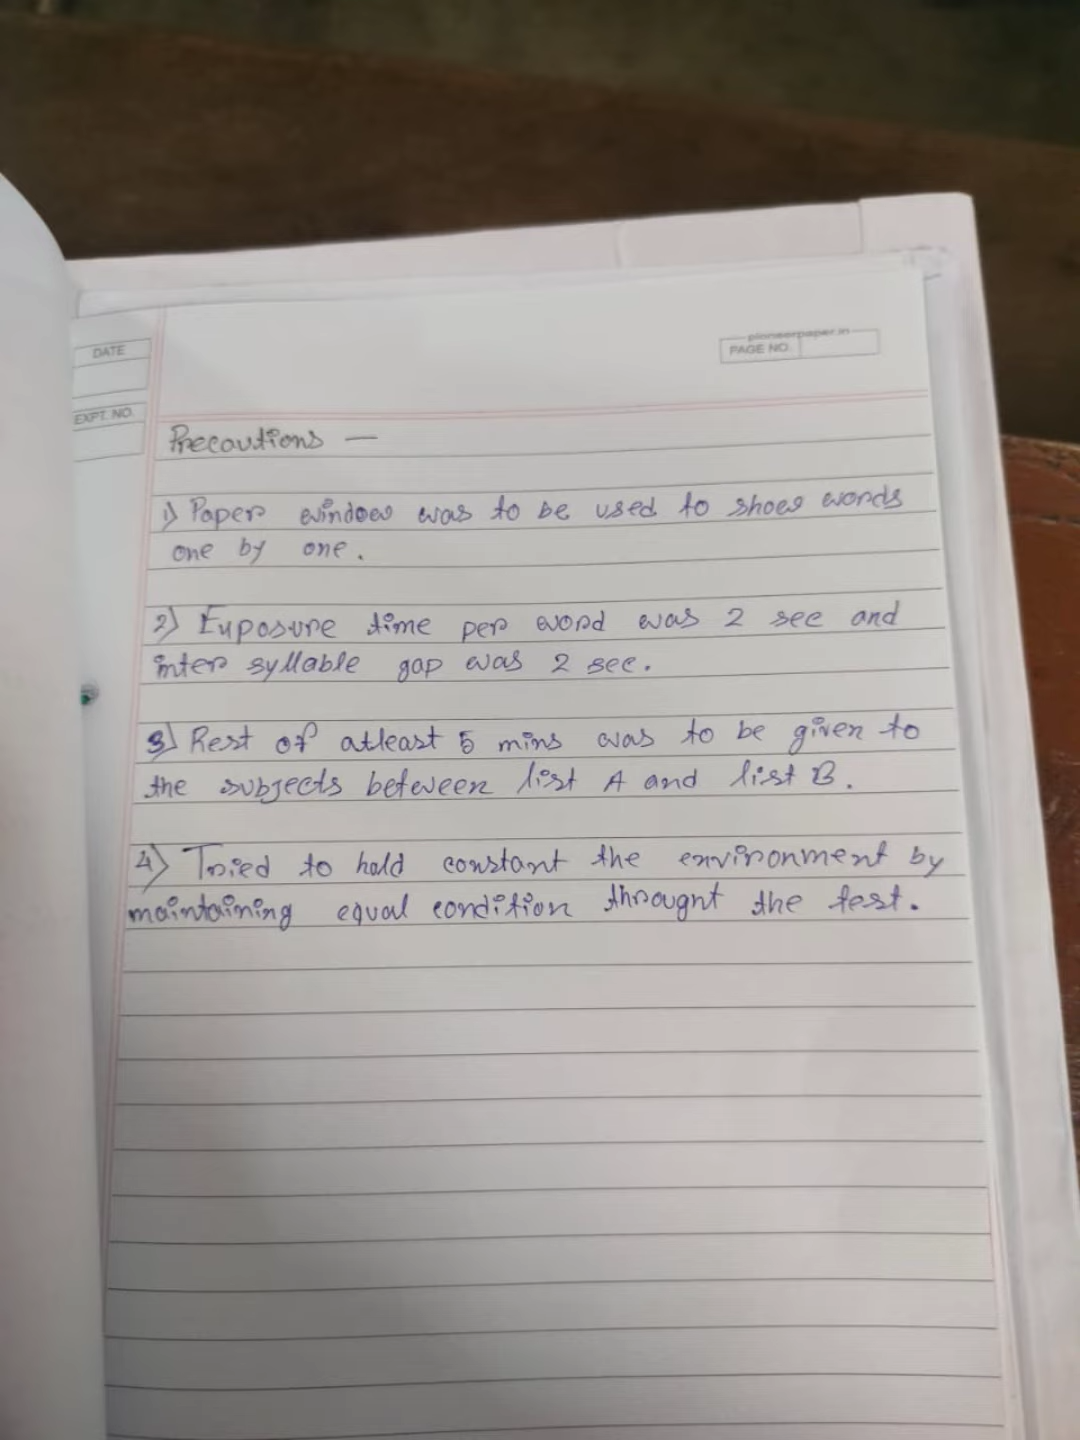 pioneerpaper.in
DATE
PAGE NO.
EXPT. NO.
Precautions —
1) Paper window was to be used to show words
one by one.
2) Exposure time per word was 2 sec and
inter syllable gap was 2 sec.
3) Rest of atleast 5 mins was to be given to
the subjects between list A and list B.
4) Tried to hold constant the environment by
maintaining equal condition throught the test.